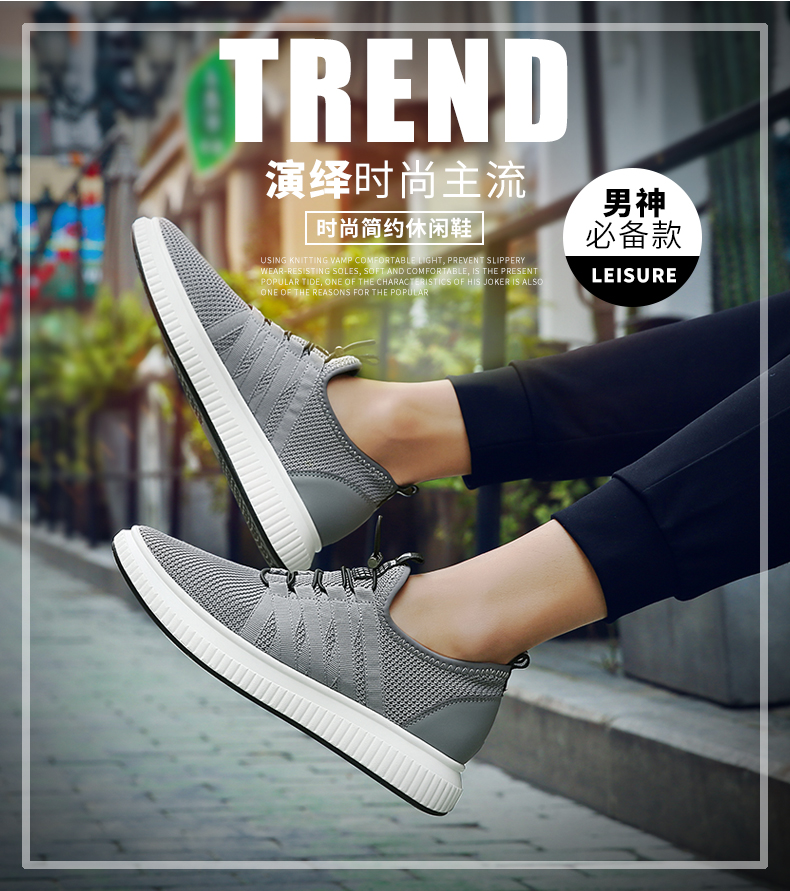 TREND
演绎时尚主流
时尚简约休闲鞋
USING KNITTING VAMP COMFORTABLE LIGHT, PREVENT SLIPPERY
WEAR-RESISTING SOLES, SOFT AND COMFORTABLE, IS THE PRESENT
POPULAR TIDE, ONE OF THE CHARACTERISTICS OF HIS JOKER IS ALSO
ONE OF THE REASONS FOR THE POPULAR
男神
必备款
LEISURE